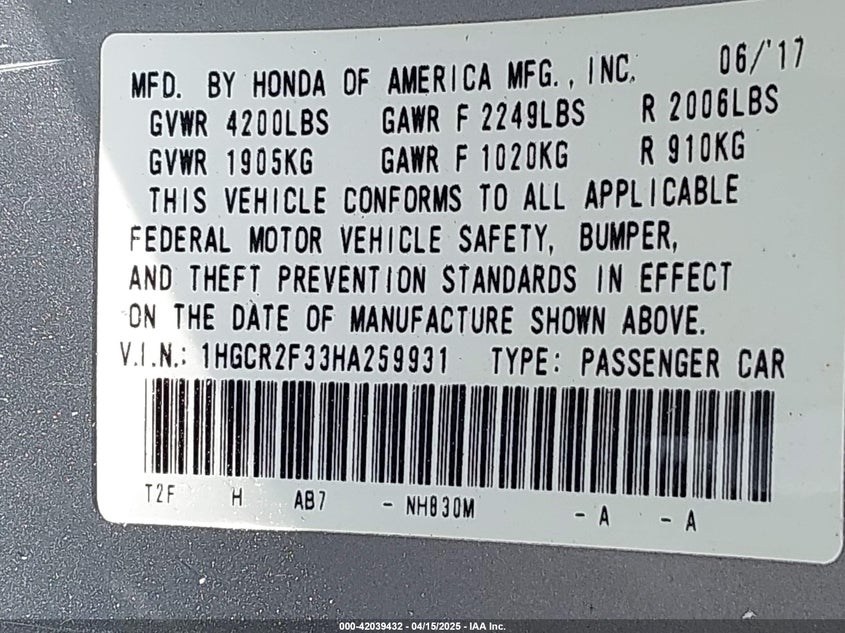 MFD. BY HONDA OF AMERICA MFG., INC. 06/'17
GVWR 4200LBS GAWR F 2249LBS R 2006LBS
GVWR 1905KG GAWR F 1020KG R 910KG
THIS VEHICLE CONFORMS TO ALL APPLICABLE
FEDERAL MOTOR VEHICLE SAFETY, BUMPER,
AND THEFT PREVENTION STANDARDS IN EFFECT
ON THE DATE OF MANUFACTURE SHOWN ABOVE.
V.I.N.: 1HGCR2F33HA259931 TYPE: PASSENGER CAR
T2F H AB7 - NH830M - A - A
000-42039432 - 04/15/2025 - IAA Inc.